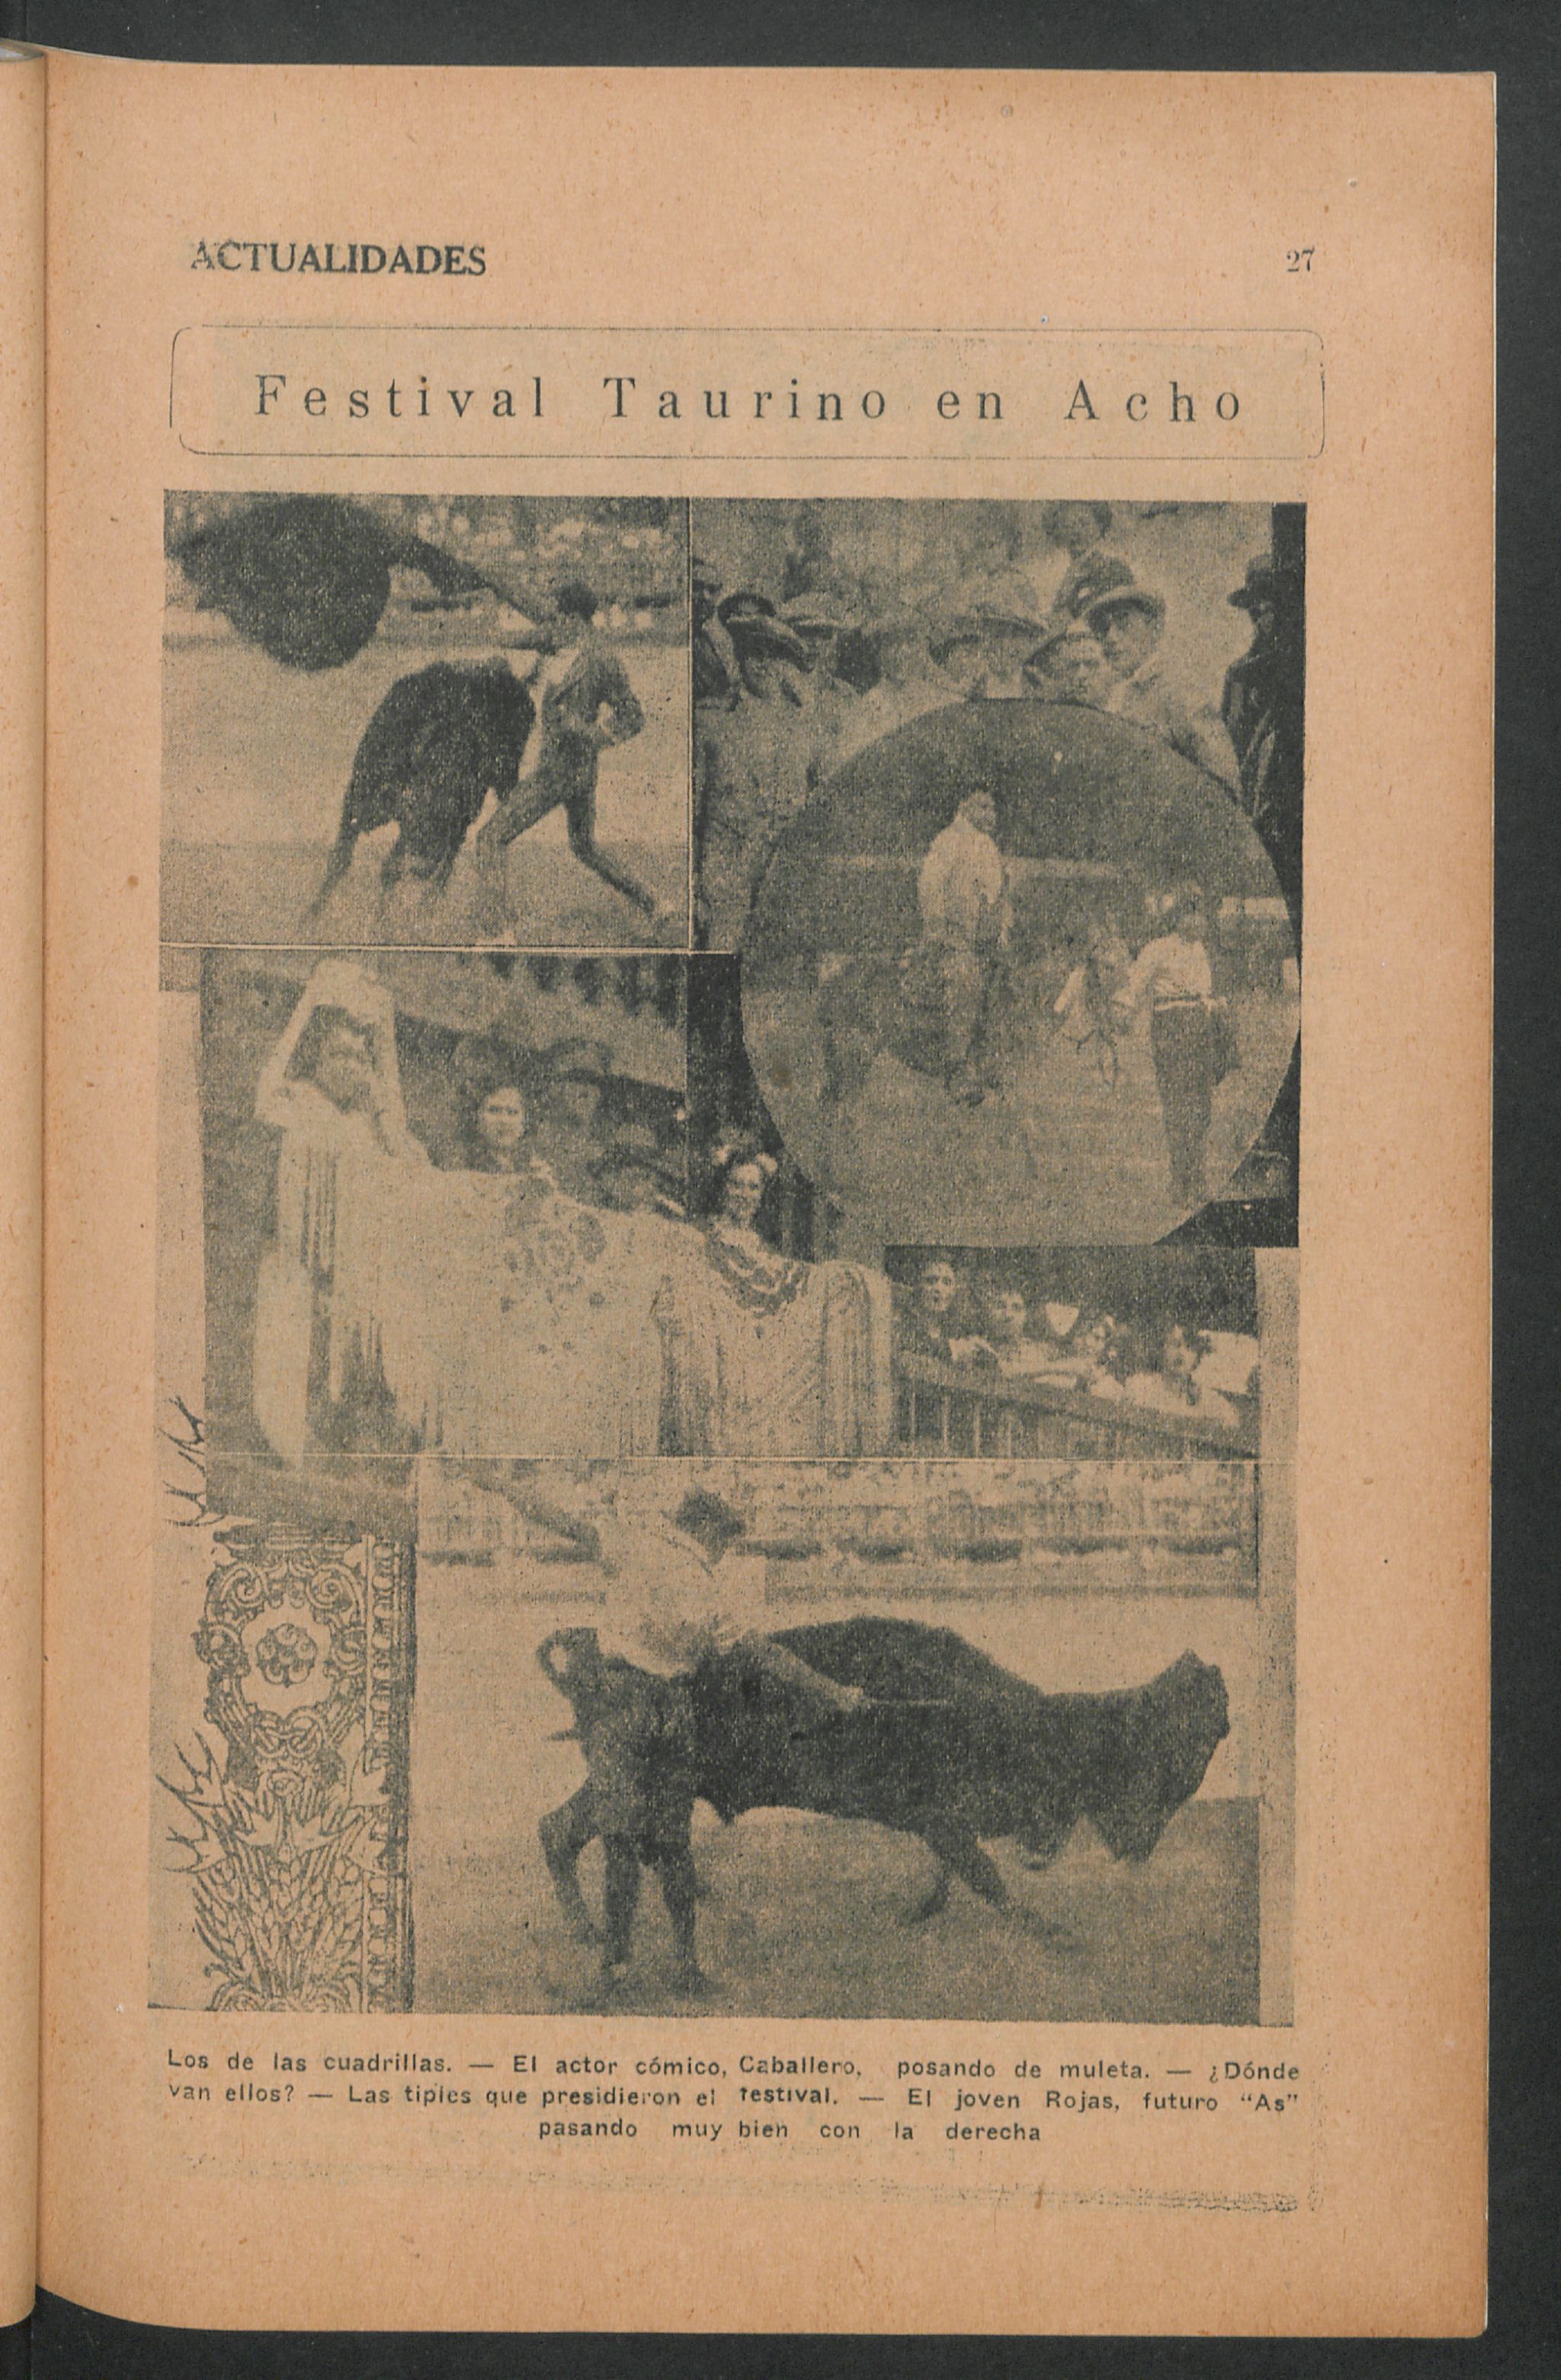 ACTUALIDADES
27
Festival Taurino en Acho
Los de las cuadrillas. — El actor cómico, Caballero, posando de muleta. — ¿Dónde
van ellos? — Las tiples que presidieron el festival. — El joven Rojas, futuro “As”
pasando muy bien con la derecha